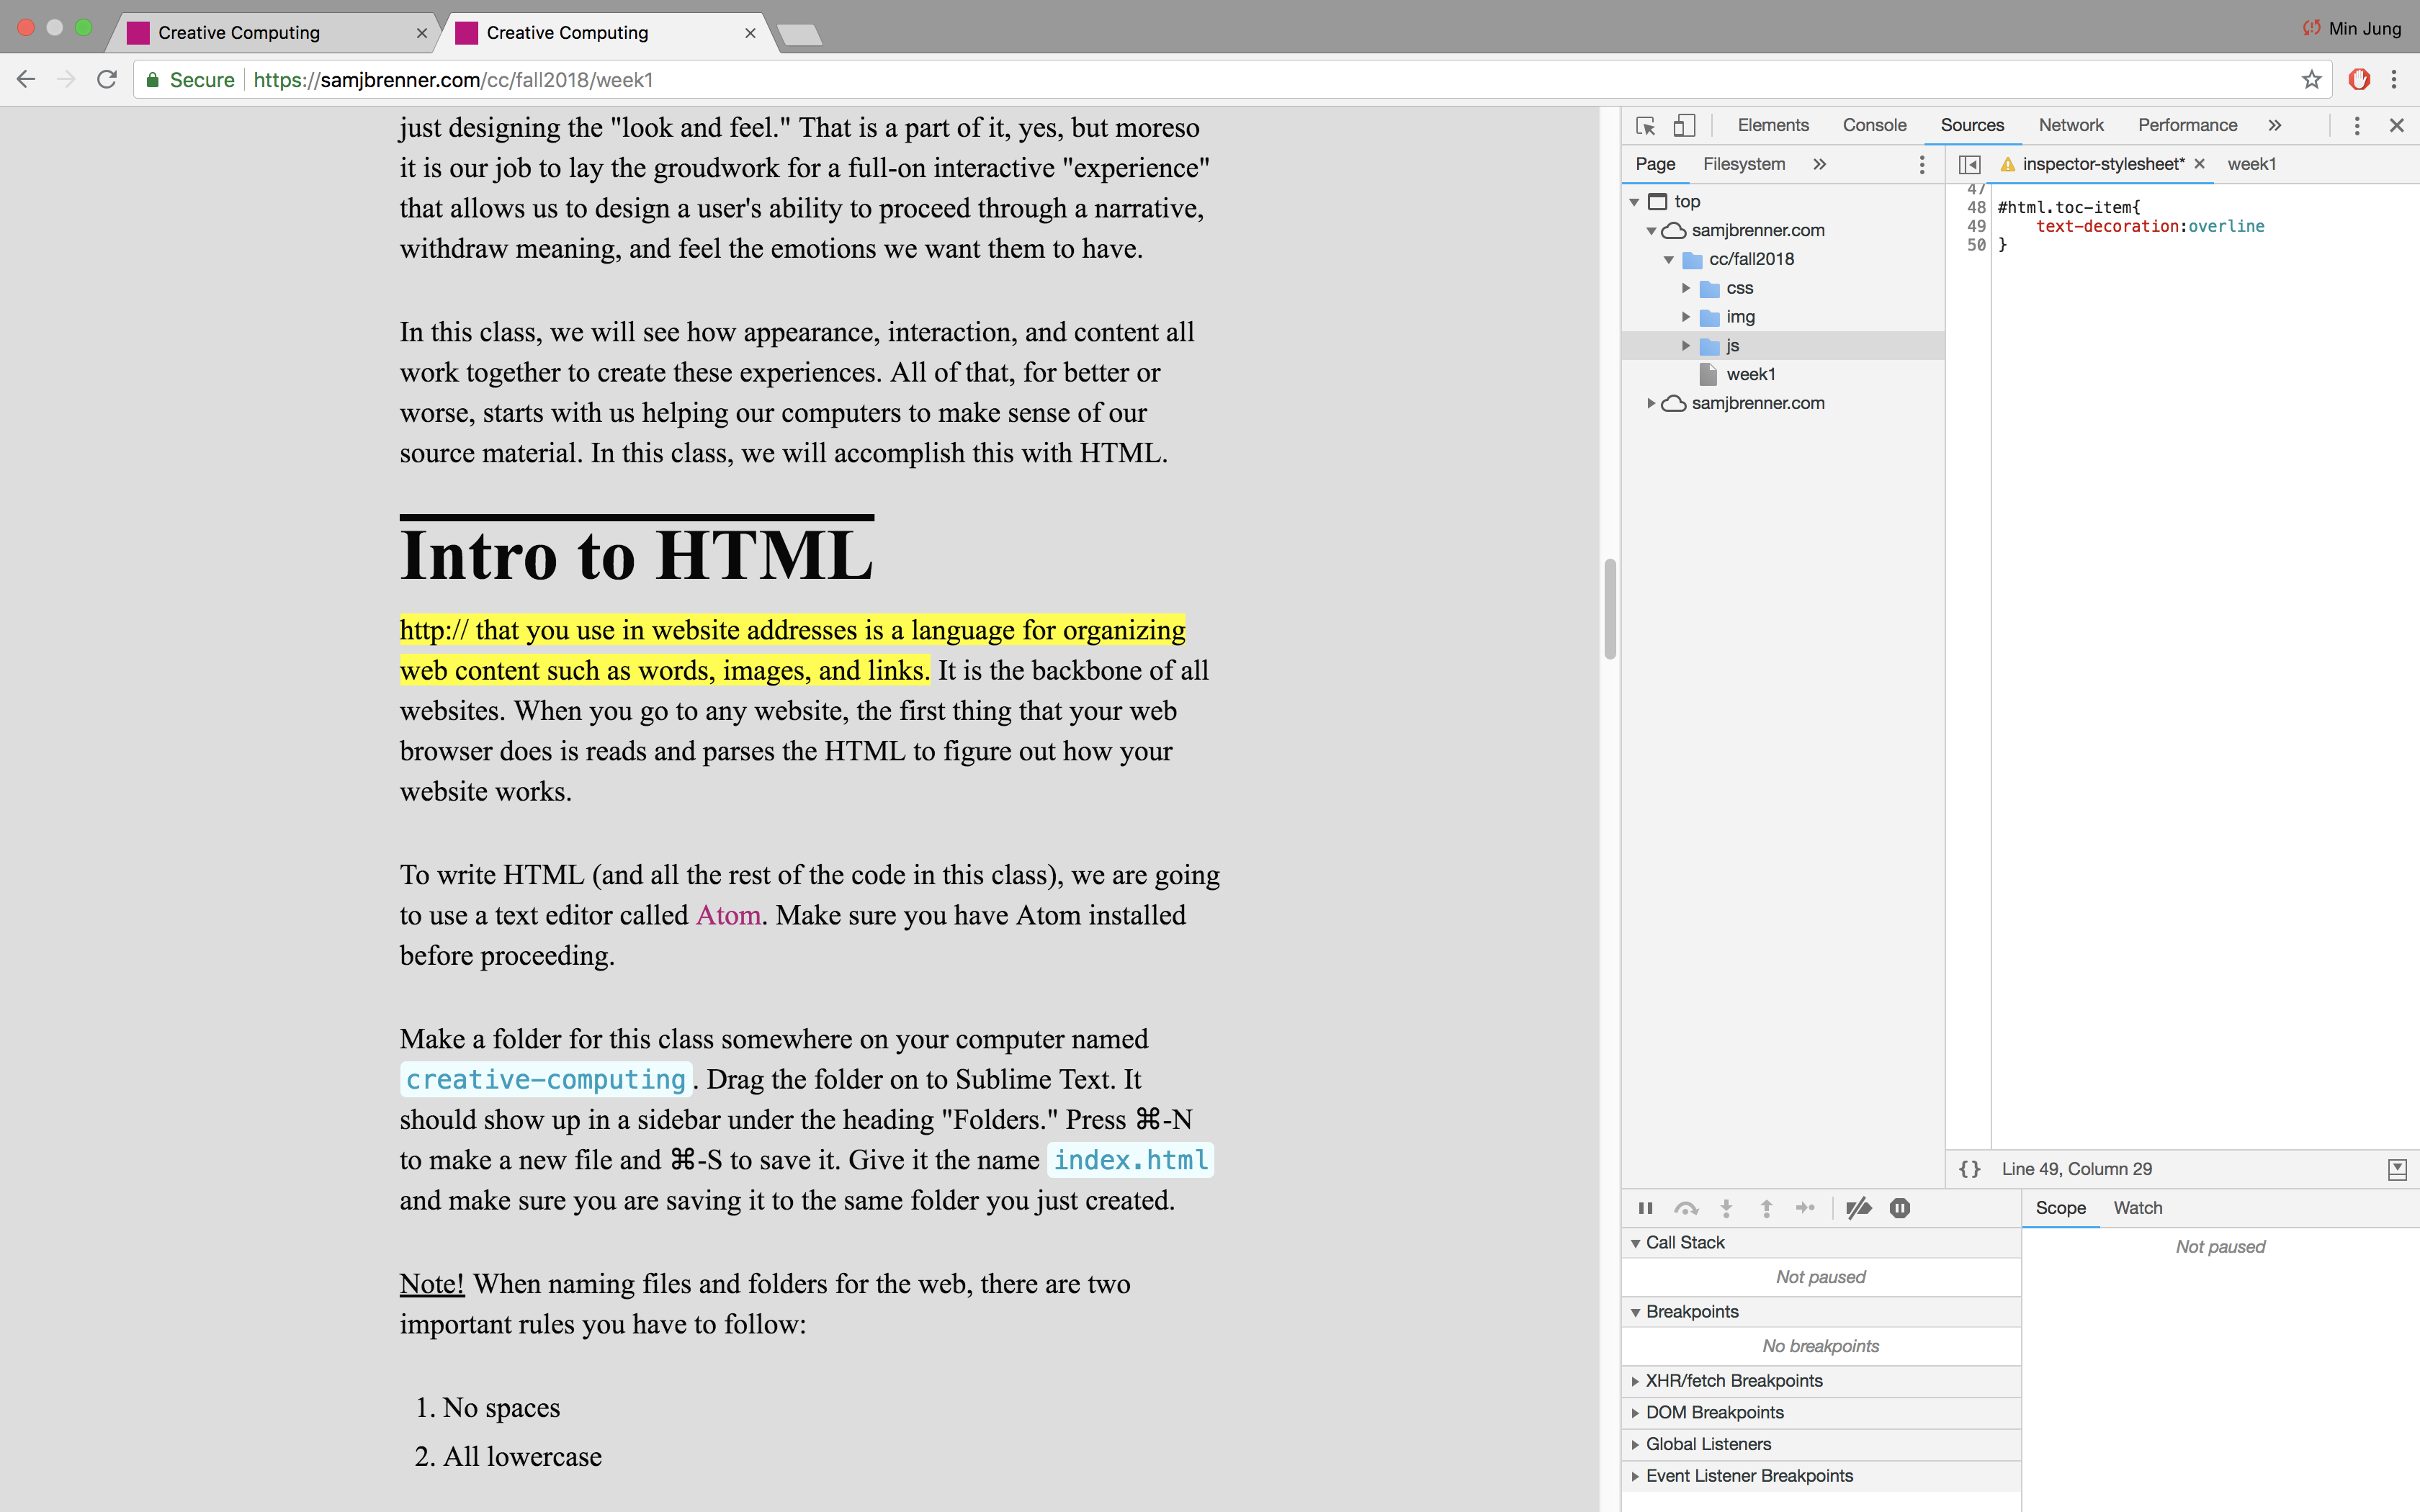 Creative Computing
Creative Computing
Min Jung
Secure https://samjbrenner.com/cc/fall2018/week1
just designing the "look and feel." That is a part of it, yes, but moreso
it is our job to lay the groudwork for a full-on interactive "experience"
that allows us to design a user's ability to proceed through a narrative,
withdraw meaning, and feel the emotions we want them to have.
In this class, we will see how appearance, interaction, and content all
work together to create these experiences. All of that, for better or
worse, starts with us helping our computers to make sense of our
source material. In this class, we will accomplish this with HTML.
Intro to HTML
http:// that you use in website addresses is a language for organizing
web content such as words, images, and links. It is the backbone of all
websites. When you go to any website, the first thing that your web
browser does is reads and parses the HTML to figure out how your
website works.
To write HTML (and all the rest of the code in this class), we are going
to use a text editor called Atom. Make sure you have Atom installed
before proceeding.
Make a folder for this class somewhere on your computer named
creative-computing. Drag the folder on to Sublime Text. It
should show up in a sidebar under the heading "Folders." Press ⌘-N
to make a new file and ⌘-S to save it. Give it the name index.html
and make sure you are saving it to the same folder you just created.
Note! When naming files and folders for the web, there are two
important rules you have to follow:
1. No spaces
2. All lowercase
Elements Console Sources Network Performance »
Page Filesystem »
top
samjbrenner.com
cc/fall2018
css
img
js
week1
samjbrenner.com
inspector-stylesheet* × week1
47
48 #html.toc-item{
49 text-decoration:overline
50 }
{} Line 49, Column 29
Call Stack
Not paused
Breakpoints
No breakpoints
XHR/fetch Breakpoints
DOM Breakpoints
Global Listeners
Event Listener Breakpoints
Scope Watch
Not paused